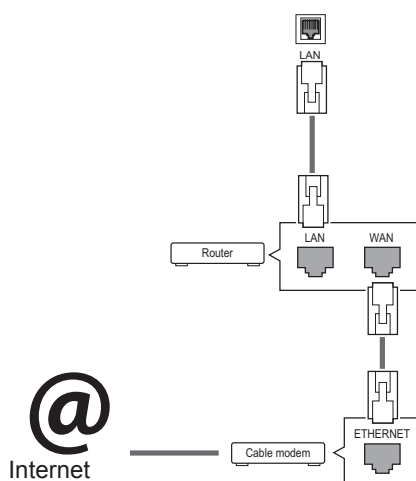 LAN
LAN WAN
Router
ETHERNET
@
Cable modem
Internet